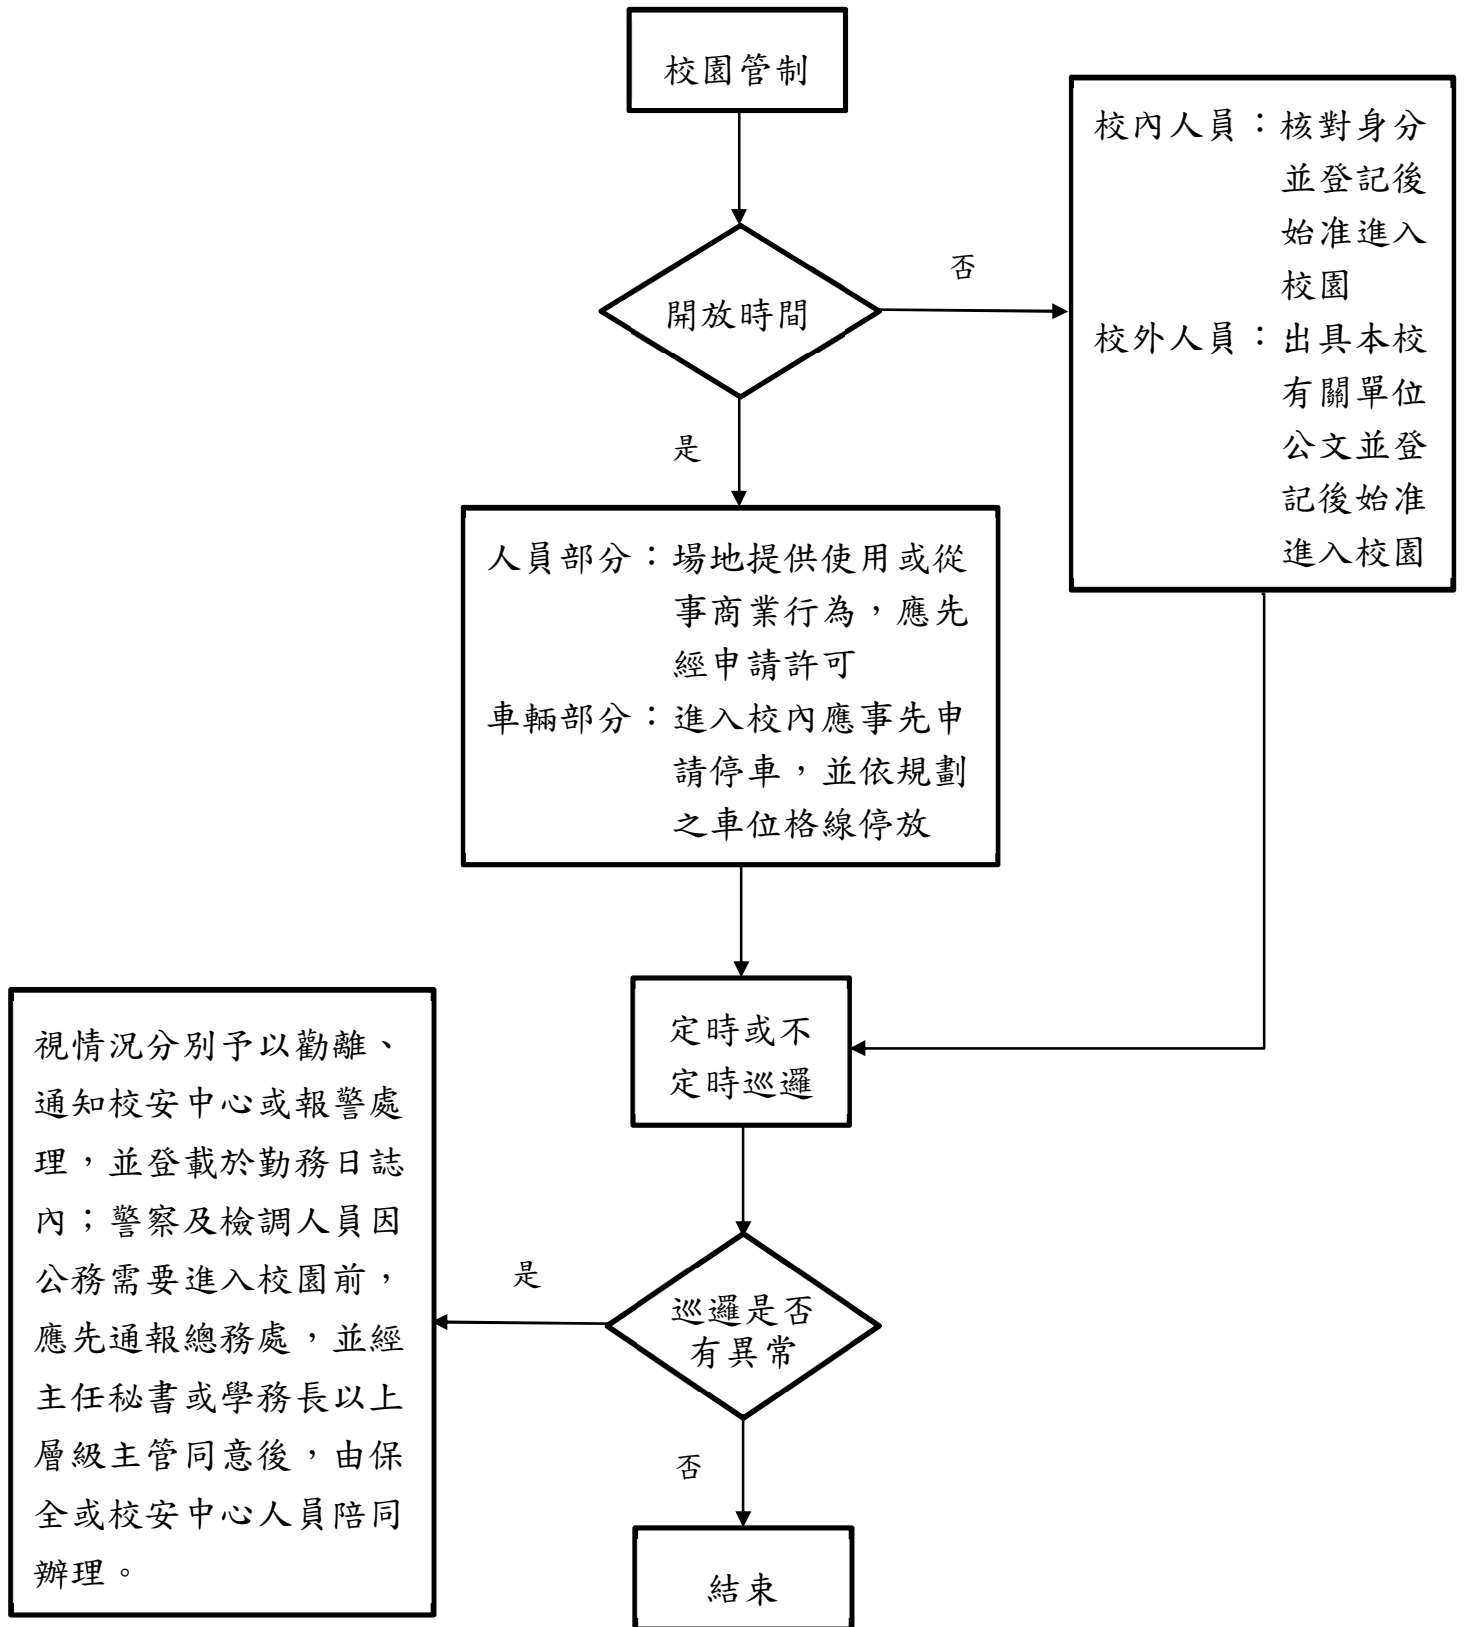 校園管制
開放時間
否
校內人員：核對身分
並登記後
始准進入
校園
校外人員：出具本校
有關單位
公文並登
記後始准
進入校園
是
人員部分：場地提供使用或從
事商業行為，應先
經申請許可
車輛部分：進入校內應事先申
請停車，並依規劃
之車位格線停放
定時或不
定時巡邏
巡邏是否
有異常
是
視情況分別予以勸離、
通知校安中心或報警處
理，並登載於勤務日誌
內；警察及檢調人員因
公務需要進入校園前，
應先通報總務處，並經
主任秘書或學務長以上
層級主管同意後，由保
全或校安中心人員陪同
辦理。
否
結束